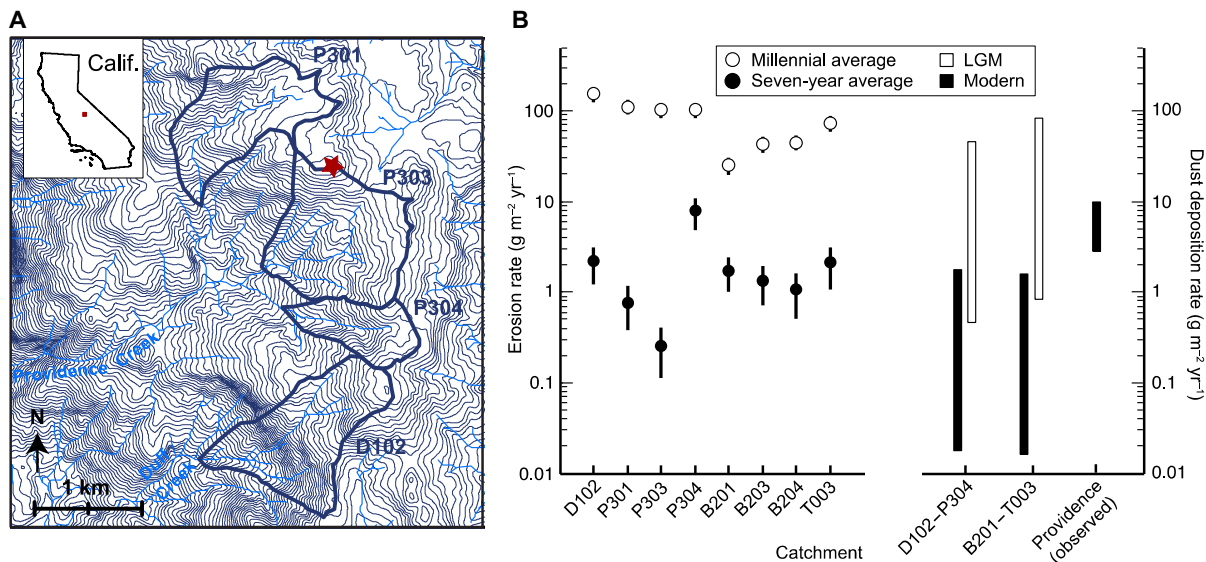 A
Calif.
P301
P303
P304
D102
Providence Creek
Duff
Creek
N
1 km
B
Millennial average
Seven-year average
LGM
Modern
Erosion rate (g m⁻² yr⁻¹)
100
10
1
0.1
0.01
D102
P301
P303
P304
B201
B203
B204
T003
Catchment
D102–P304
B201–T003
Providence
(observed)
100
10
1
0.1
0.01
Dust deposition rate (g m⁻² yr⁻¹)